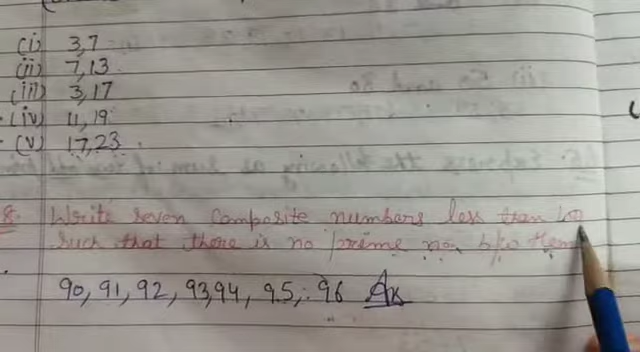 (i) 3,7
(ii) 7,13
(iii) 3,17
(iv) 11,19
(v) 17,23
8. Write seven composite numbers less than 100
such that there is no prime no. b/w them
90, 91, 92, 93, 94, 95, 96 Ans